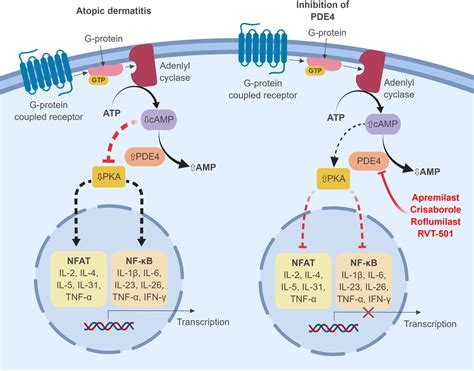 Atopic dermatitis
G-protein
GTP
Adenlyl
cyclase
G-protein
coupled receptor
ATP
⇩cAMP
⇧PDE4
⇧AMP
⇩PKA
NFAT
IL-2, IL-4,
IL-5, IL-31,
TNF-α
NF-κB
IL-1β, IL-6,
IL-23, IL-26,
TNF-α, IFN-γ
Transcription
Inhibition of
PDE4
G-protein
GTP
Adenlyl
cyclase
G-protein
coupled receptor
ATP
⇧cAMP
PDE4
⇩AMP
⇧PKA
Apremilast
Crisaborole
Roflumilast
RVT-501
NFAT
IL-2, IL-4,
IL-5, IL-31,
TNF-α
NF-κB
IL-1β, IL-6,
IL-23, IL-26,
TNF-α, IFN-γ
Transcription